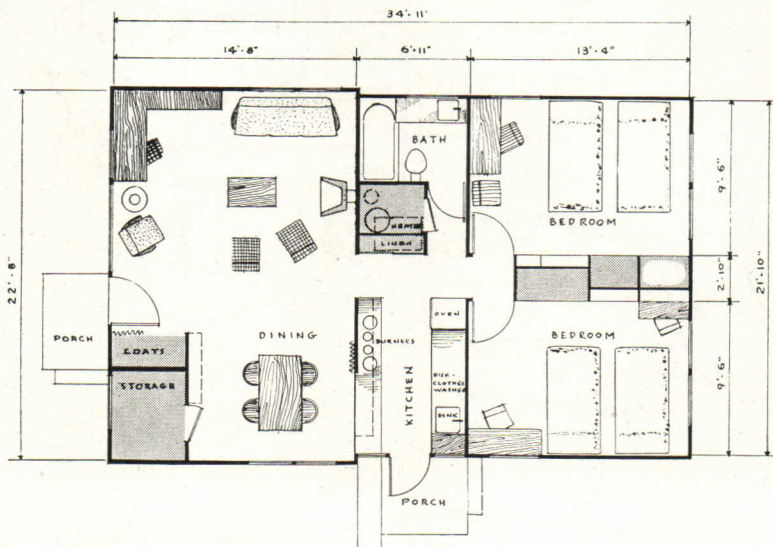 34'-11"
14'-8"
6'-11"
13'-4"
BATH
HEATER
LINEN
BEDROOM
9'-6"
2'-10"
21'-10"
22'-8"
PORCH
COATS
STORAGE
DINING
BURNERS
OVEN
KITCHEN
DISH-
CLOTHES
WASHER
SINK
BEDROOM
9'-6"
PORCH